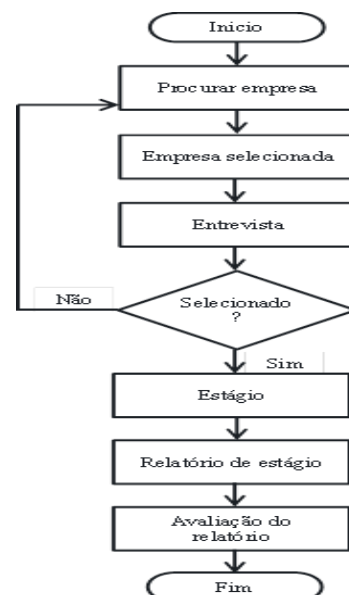 Inicio
Procurar empresa
Empresa selecionada
Entrevista
Selecionado
?
Não
Sim
Estágio
Relatório de estágio
Avaliação do
relatório
Fim